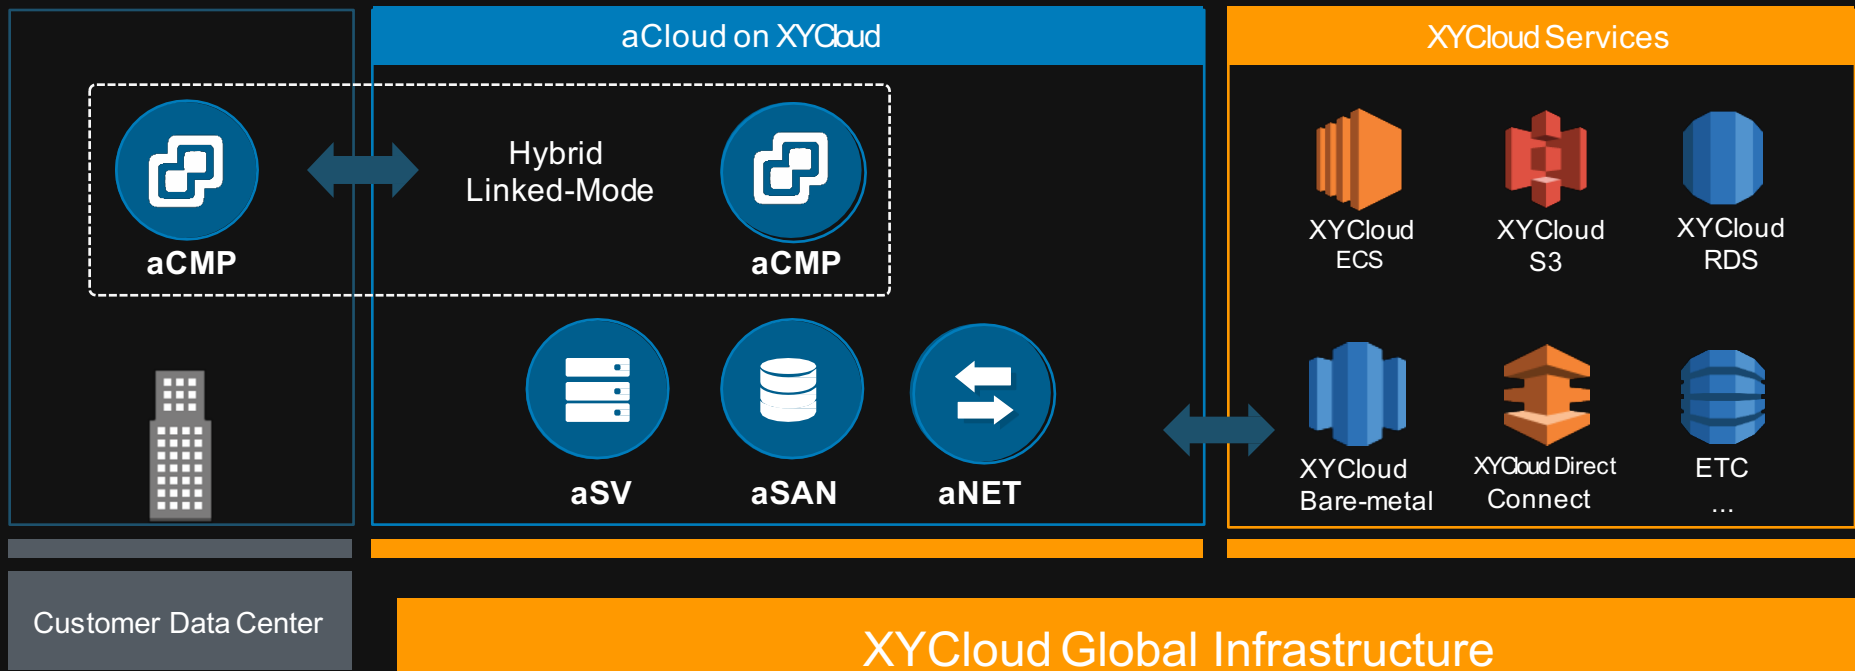 aCloud on XYCloud
XYCloud Services
Hybrid
Linked-Mode
aCMP
aCMP
XYCloud
ECS
XYCloud
S3
XYCloud
RDS
aSV
aSAN
aNET
XYCloud
Bare-metal
XYCloud Direct
Connect
ETC
...
Customer Data Center
XYCloud Global Infrastructure